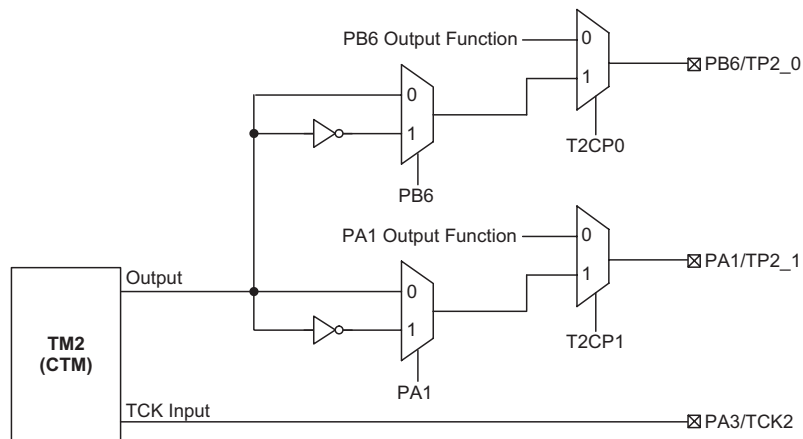 PB6 Output Function
0
1
PB6/TP2_0
T2CP0
0
1
PB6
PA1 Output Function
0
1
PA1/TP2_1
T2CP1
Output
0
1
PA1
TM2
(CTM)
TCK Input
PA3/TCK2